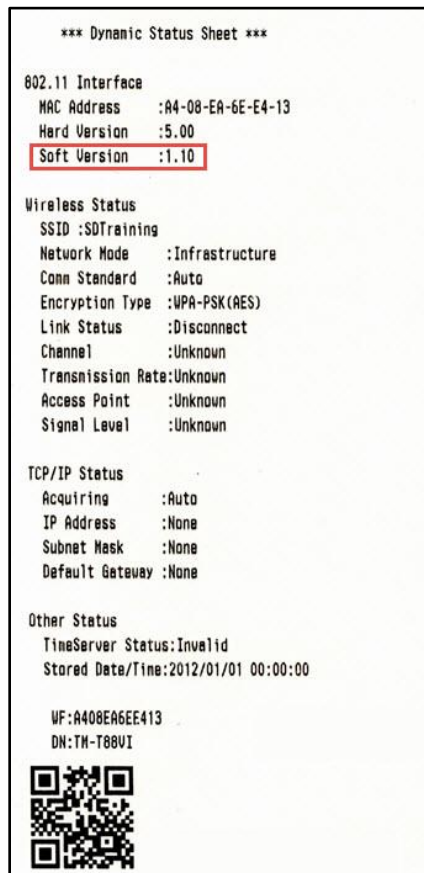 *** Dynamic Status Sheet ***
802.11 Interface
MAC Address :A4-08-EA-6E-E4-13
Hard Version :5.00
Soft Version :1.10
Wireless Status
SSID :SDTraining
Network Mode :Infrastructure
Comm Standard :Auto
Encryption Type :WPA-PSK(AES)
Link Status :Disconnect
Channel :Unknown
Transmission Rate:Unknown
Access Point :Unknown
Signal Level :Unknown
TCP/IP Status
Acquiring :Auto
IP Address :None
Subnet Mask :None
Default Gateway :None
Other Status
TimeServer Status:Invalid
Stored Date/Time:2012/01/01 00:00:00
WF:A408EA6EE413
DN:TM-T88VI